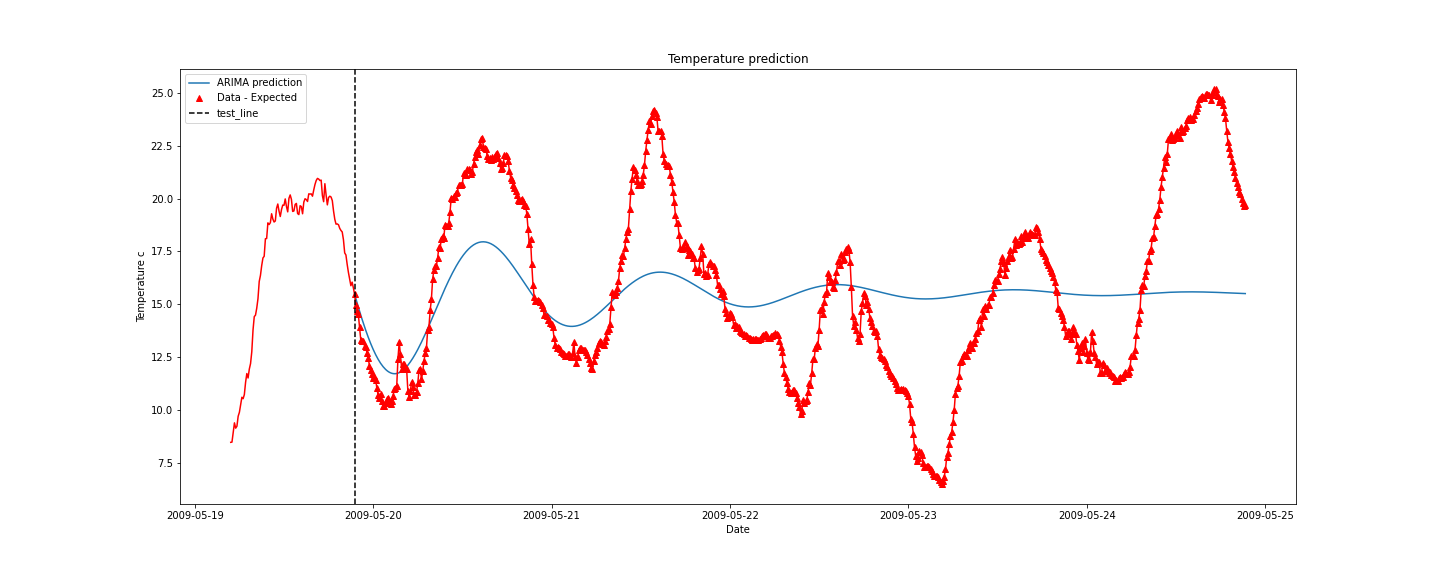 Temperature prediction
ARIMA prediction
Data - Expected
test_line
Temperature c
25.0
22.5
20.0
17.5
15.0
12.5
10.0
7.5
2009-05-19
2009-05-20
2009-05-21
2009-05-22
2009-05-23
2009-05-24
2009-05-25
Date